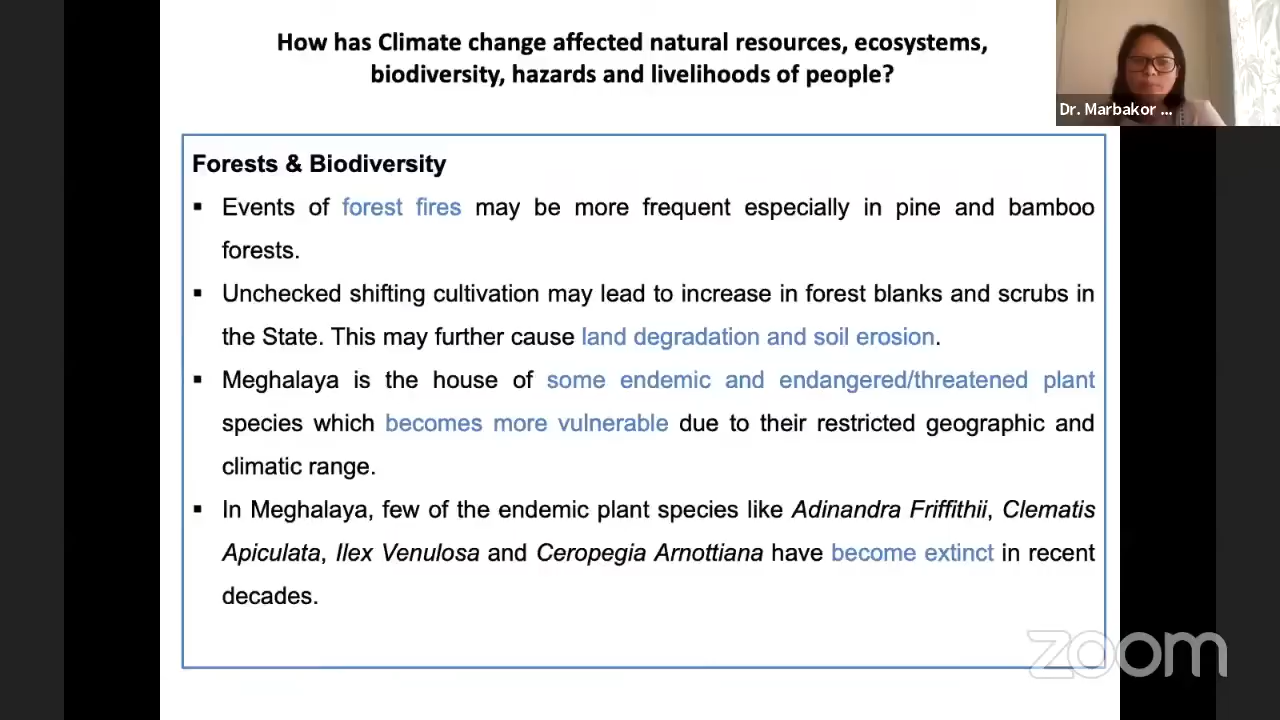 How has Climate change affected natural resources, ecosystems,
biodiversity, hazards and livelihoods of people?
Dr. Marbakor ...
Forests & Biodiversity
▪ Events of forest fires may be more frequent especially in pine and bamboo
forests.
▪ Unchecked shifting cultivation may lead to increase in forest blanks and scrubs in
the State. This may further cause land degradation and soil erosion.
▪ Meghalaya is the house of some endemic and endangered/threatened plant
species which becomes more vulnerable due to their restricted geographic and
climatic range.
▪ In Meghalaya, few of the endemic plant species like Adinandra Friffithii, Clematis
Apiculata, Ilex Venulosa and Ceropegia Arnottiana have become extinct in recent
decades.
zoom